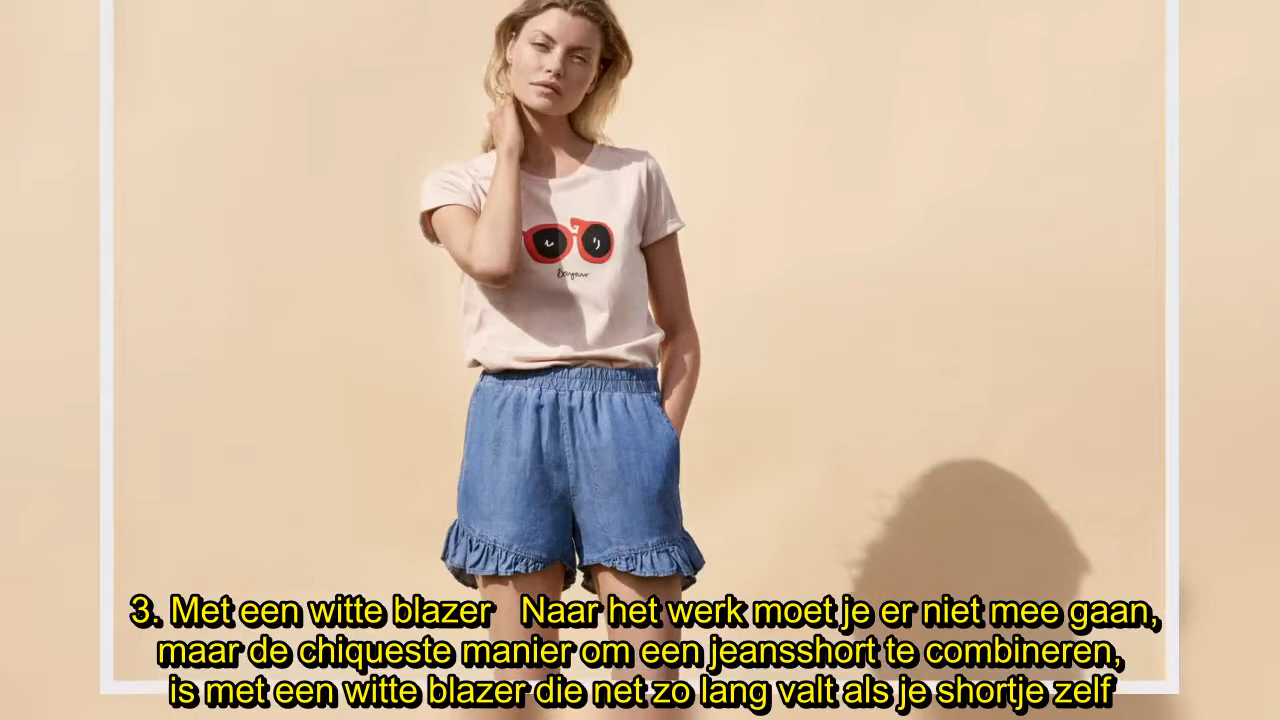 Bonjour
3. Met een witte blazer   Naar het werk moet je er niet mee gaan,
maar de chiqueste manier om een jeansshort te combineren,
is met een witte blazer die net zo lang valt als je shortje zelf